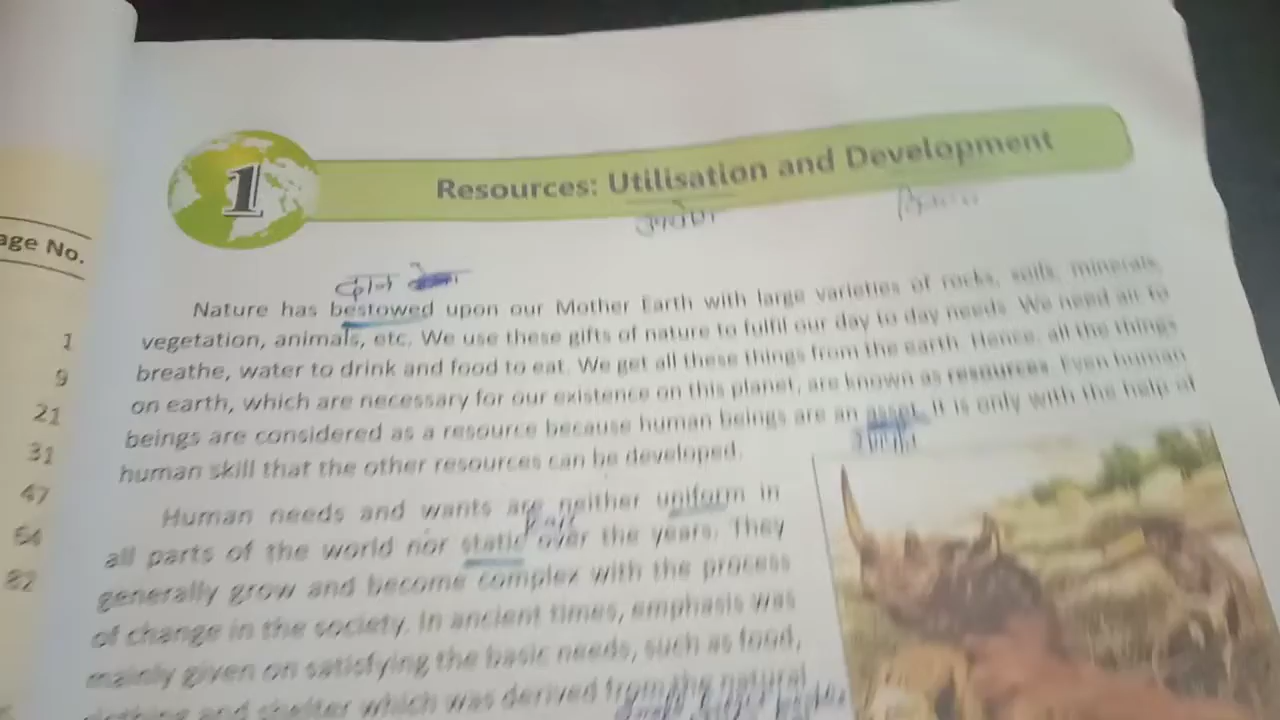 1
Resources: Utilisation and Development
दान
Nature has bestowed upon our Mother Earth with large varieties of rocks, soils, minerals,
vegetation, animals, etc. We use these gifts of nature to fulfil our day to day needs. We need air to
breathe, water to drink and food to eat. We get all these things from the earth. Hence, all the things
on earth, which are necessary for our existence on this planet, are known as resources. Even human
beings are considered as a resource because human beings are an asset. It is only with the help of
human skill that the other resources can be developed.
Human needs and wants are neither uniform in
all parts of the world nor static over the years. They
generally grow and become complex with the process
of change in the society. In ancient times, emphasis was
mainly given on satisfying the basic needs, such as food,
clothing and shelter which was derived from the natural
age No.
1
9
21
31
47
64
82